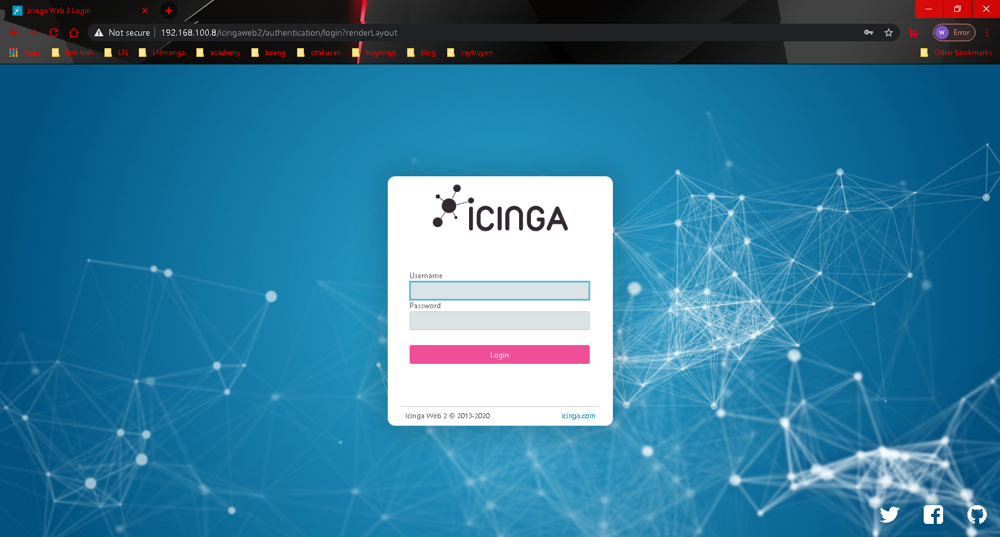 Icinga Web 2 Login
Not secure 192.168.100.8/icingaweb2/authentication/login?renderLayout
W Error
Apps linh tinh LN LHmanga academy beeng otakusan truyenqq blog saytruyen Other bookmarks
ICINGA
Username
Password
Login
Icinga Web 2 © 2013-2020 icinga.com